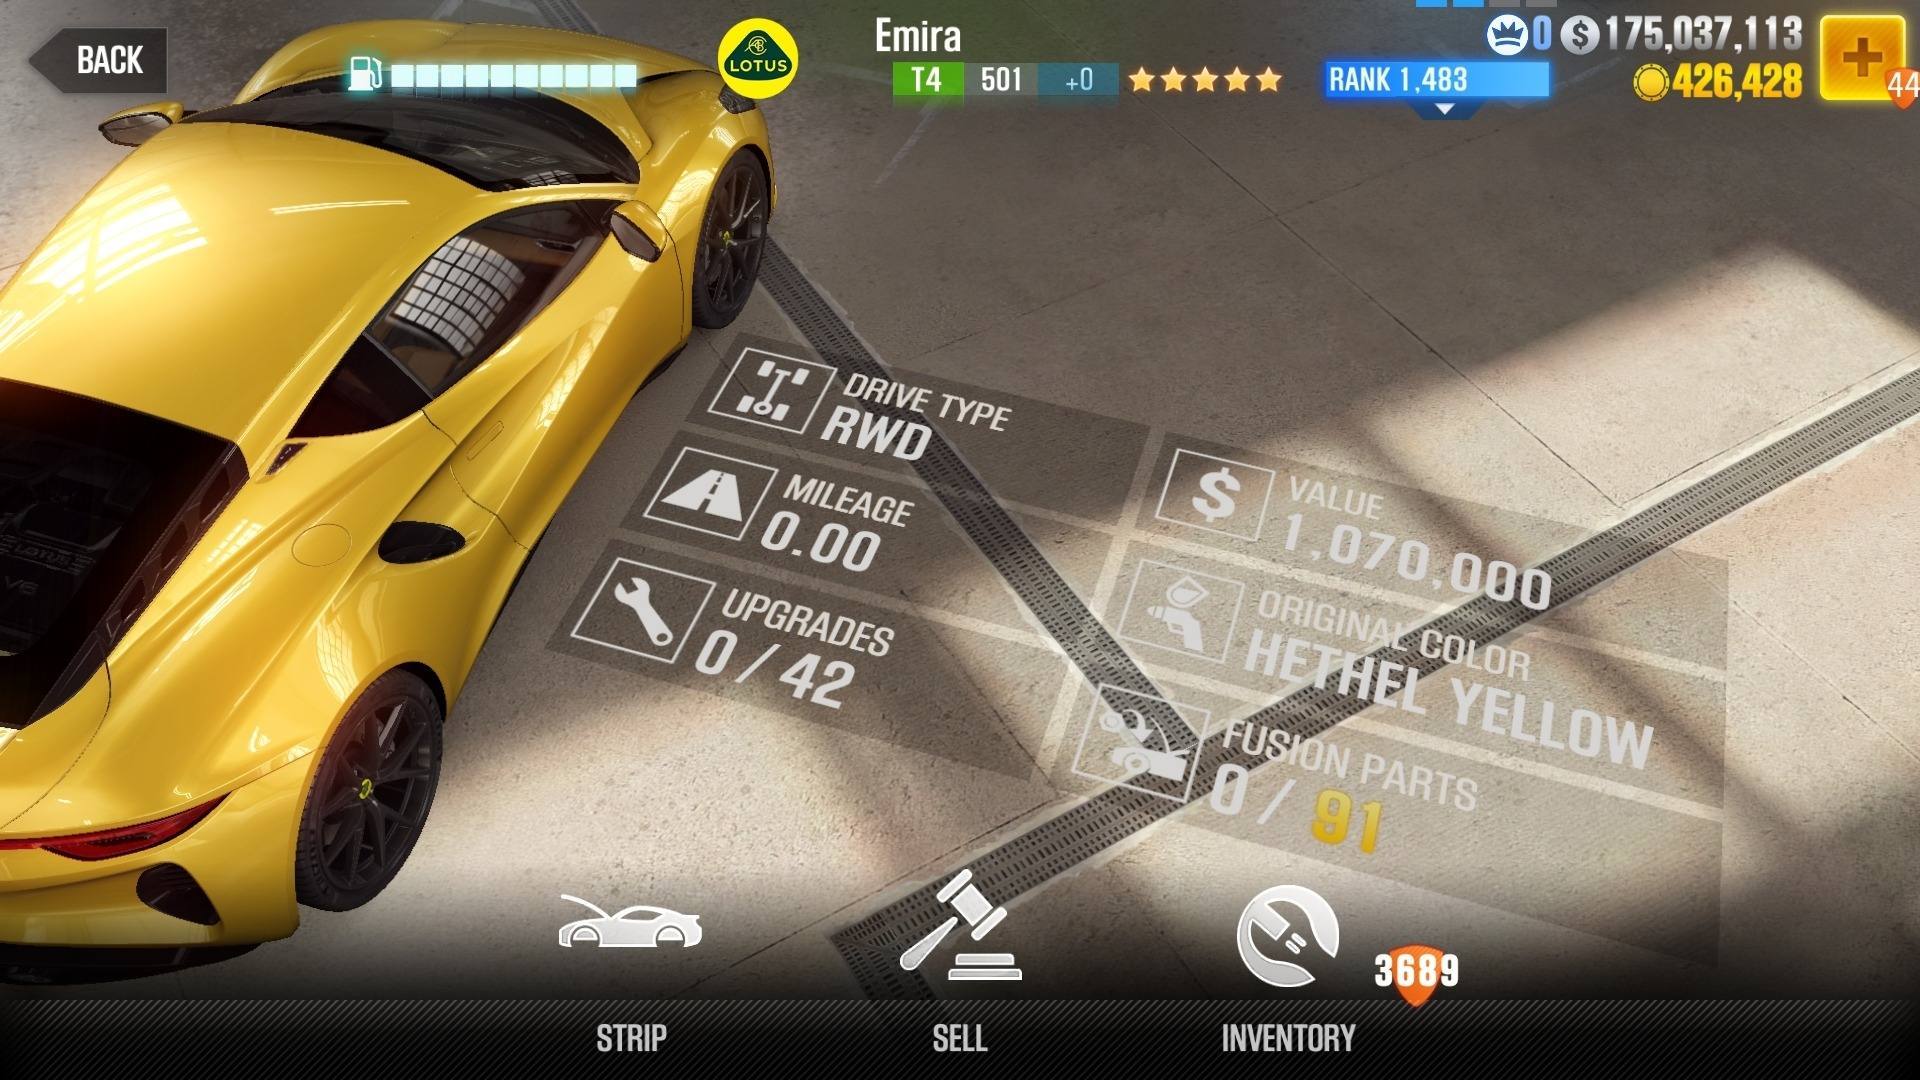 BACK
LOTUS
Emira
T4 501 +0
RANK 1,483
0 $ 175,037,113
426,428
44
DRIVE TYPE
RWD
MILEAGE
0.00
UPGRADES
0 / 42
$ VALUE
1,070,000
ORIGINAL COLOR
HETHEL YELLOW
FUSION PARTS
0 / 91
LOTUS
V6
3689
STRIP
SELL
INVENTORY